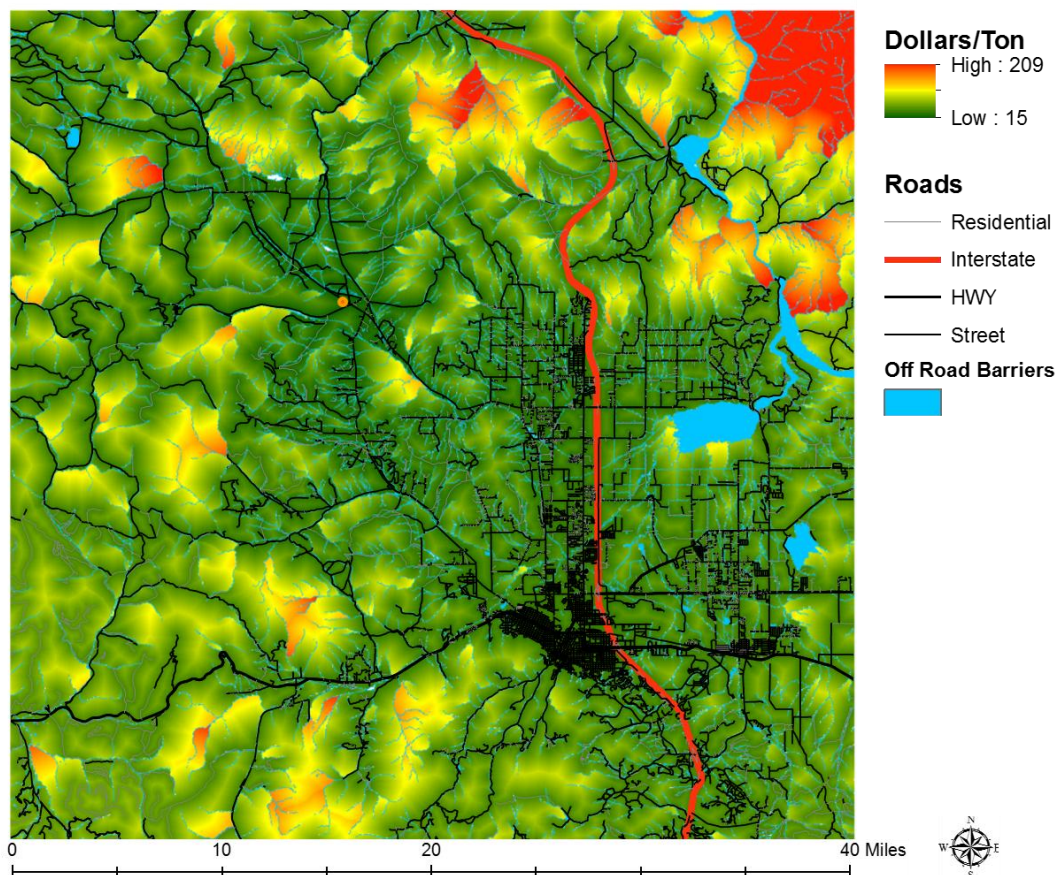 Dollars/Ton
High : 209
Low : 15
Roads
Residential
Interstate
HWY
Street
Off Road Barriers
0 10 20 40 Miles
N
W E
S